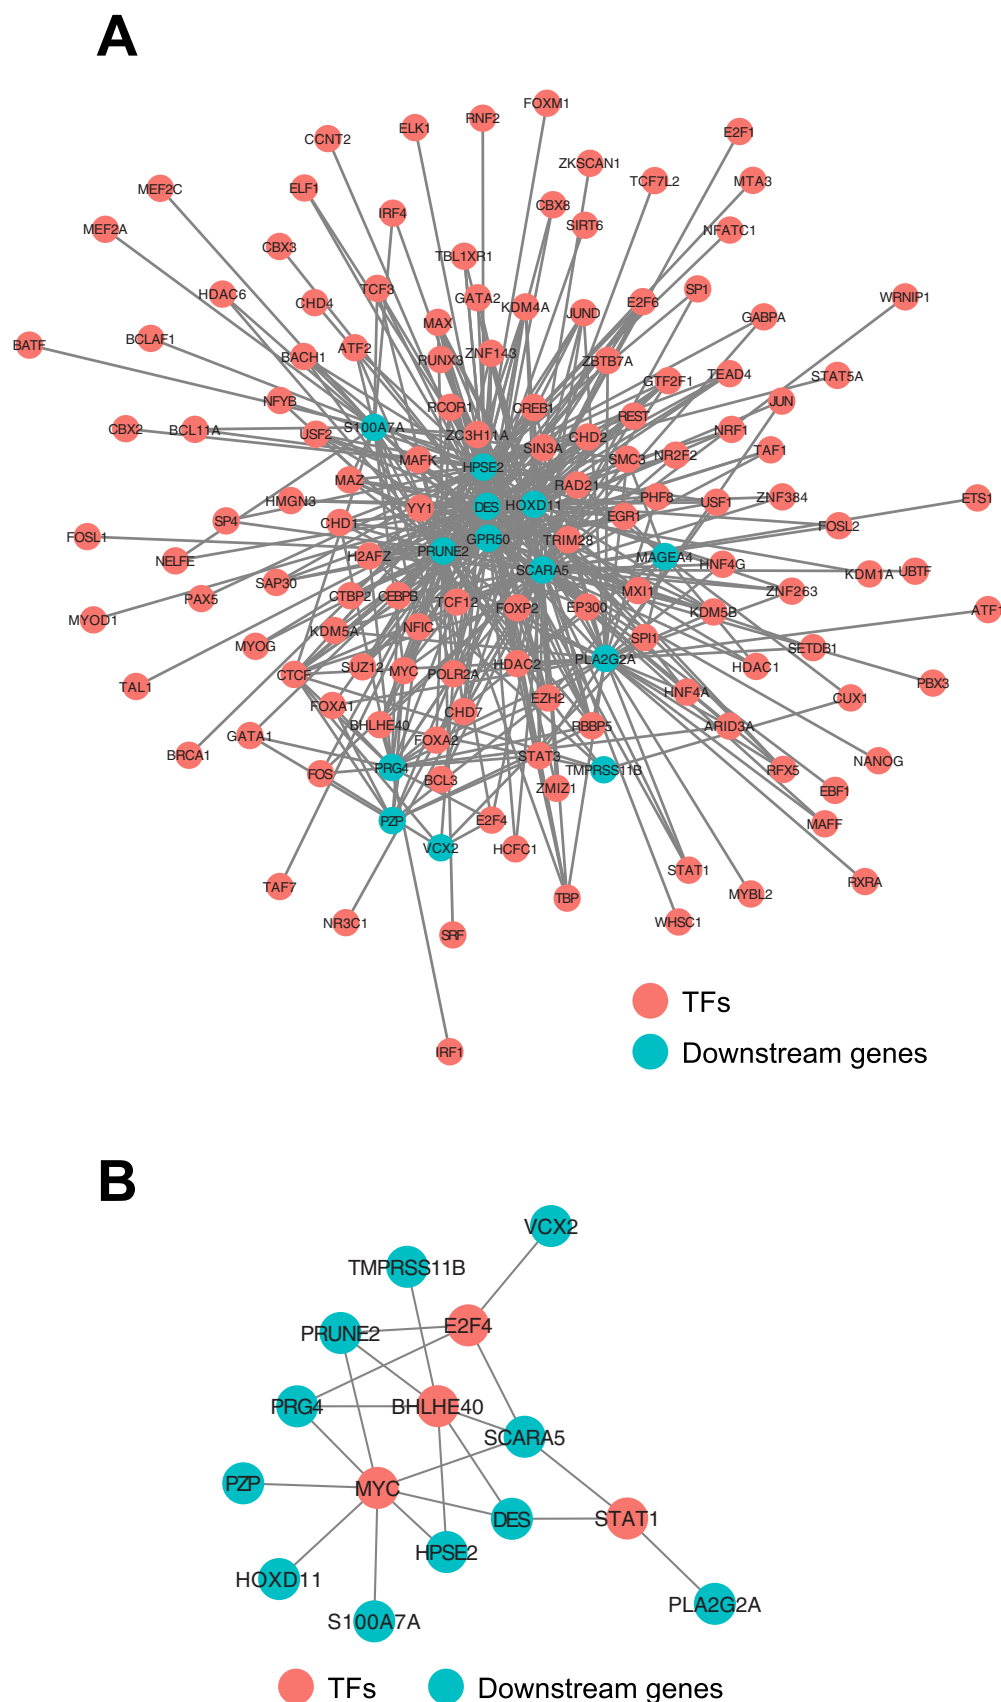 A
FOXM1
RNF2
ELK1
E2F1
CCNT2
ZKSCAN1
TCF7L2
MTA3
MEF2C
ELF1
CBX8
IRF4
SIRT6
MEF2A
NFATC1
CBX3
TBL1XR1
TCF3
SP1
HDAC6
GATA2
WRNIP1
CHD4
E2F6
KDM4A
JUND
GABPA
MAX
BCLAF1
BATF
ATF2
ZNF143
BACH1
RUNX3
ZBTB7A
TEAD4
STAT5A
GTF2F1
NFYB
JUN
RCOR1
CREB1
REST
S100A7A
CBX2
BCL11A
NRF1
USF2
ZC3H11A
CHD2
SIN3A
TAF1
NR2F2
MAFK
SMC3
HPSE2
MAZ
RAD21
PHF8
ZNF384
ETS1
HMGN3
USF1
DES
HOXD11
YY1
EGR1
SP4
CHD1
FOSL2
FOSL1
GPR50
TRIM28
PRUNE2
H2AFZ
MAGEA4
NELFE
HNF4G
SCARA5
KDM1A
UBTF
SAP30
MXI1
ZNF263
PAX5
CTBP2
CEBPB
TCF12
FOXP2
EP300
KDM5B
ATF1
MYOD1
NFIC
KDM5A
SPI1
MYOG
SETDB1
PLA2G2A
HDAC2
SUZ12
HDAC1
MYC
CTCF
POLR2A
PBX3
TAL1
HNF4A
EZH2
CUX1
FOXA1
CHD7
BHLHE40
RBBP5
ARID3A
GATA1
FOXA2
BRCA1
STAT3
NANOG
PRG4
TMPRSS11B
RFX5
FOS
BCL3
ZMIZ1
EBF1
PZP
E2F4
MAFF
VCX2
HCFC1
STAT1
RXRA
TAF7
MYBL2
TBP
NR3C1
WHSC1
SRF
IRF1
TFs
Downstream genes
B
VCX2
TMPRSS11B
E2F4
PRUNE2
PRG4
BHLHE40
SCARA5
PZP
MYC
DES
STAT1
HPSE2
HOXD11
PLA2G2A
S100A7A
TFs
Downstream genes